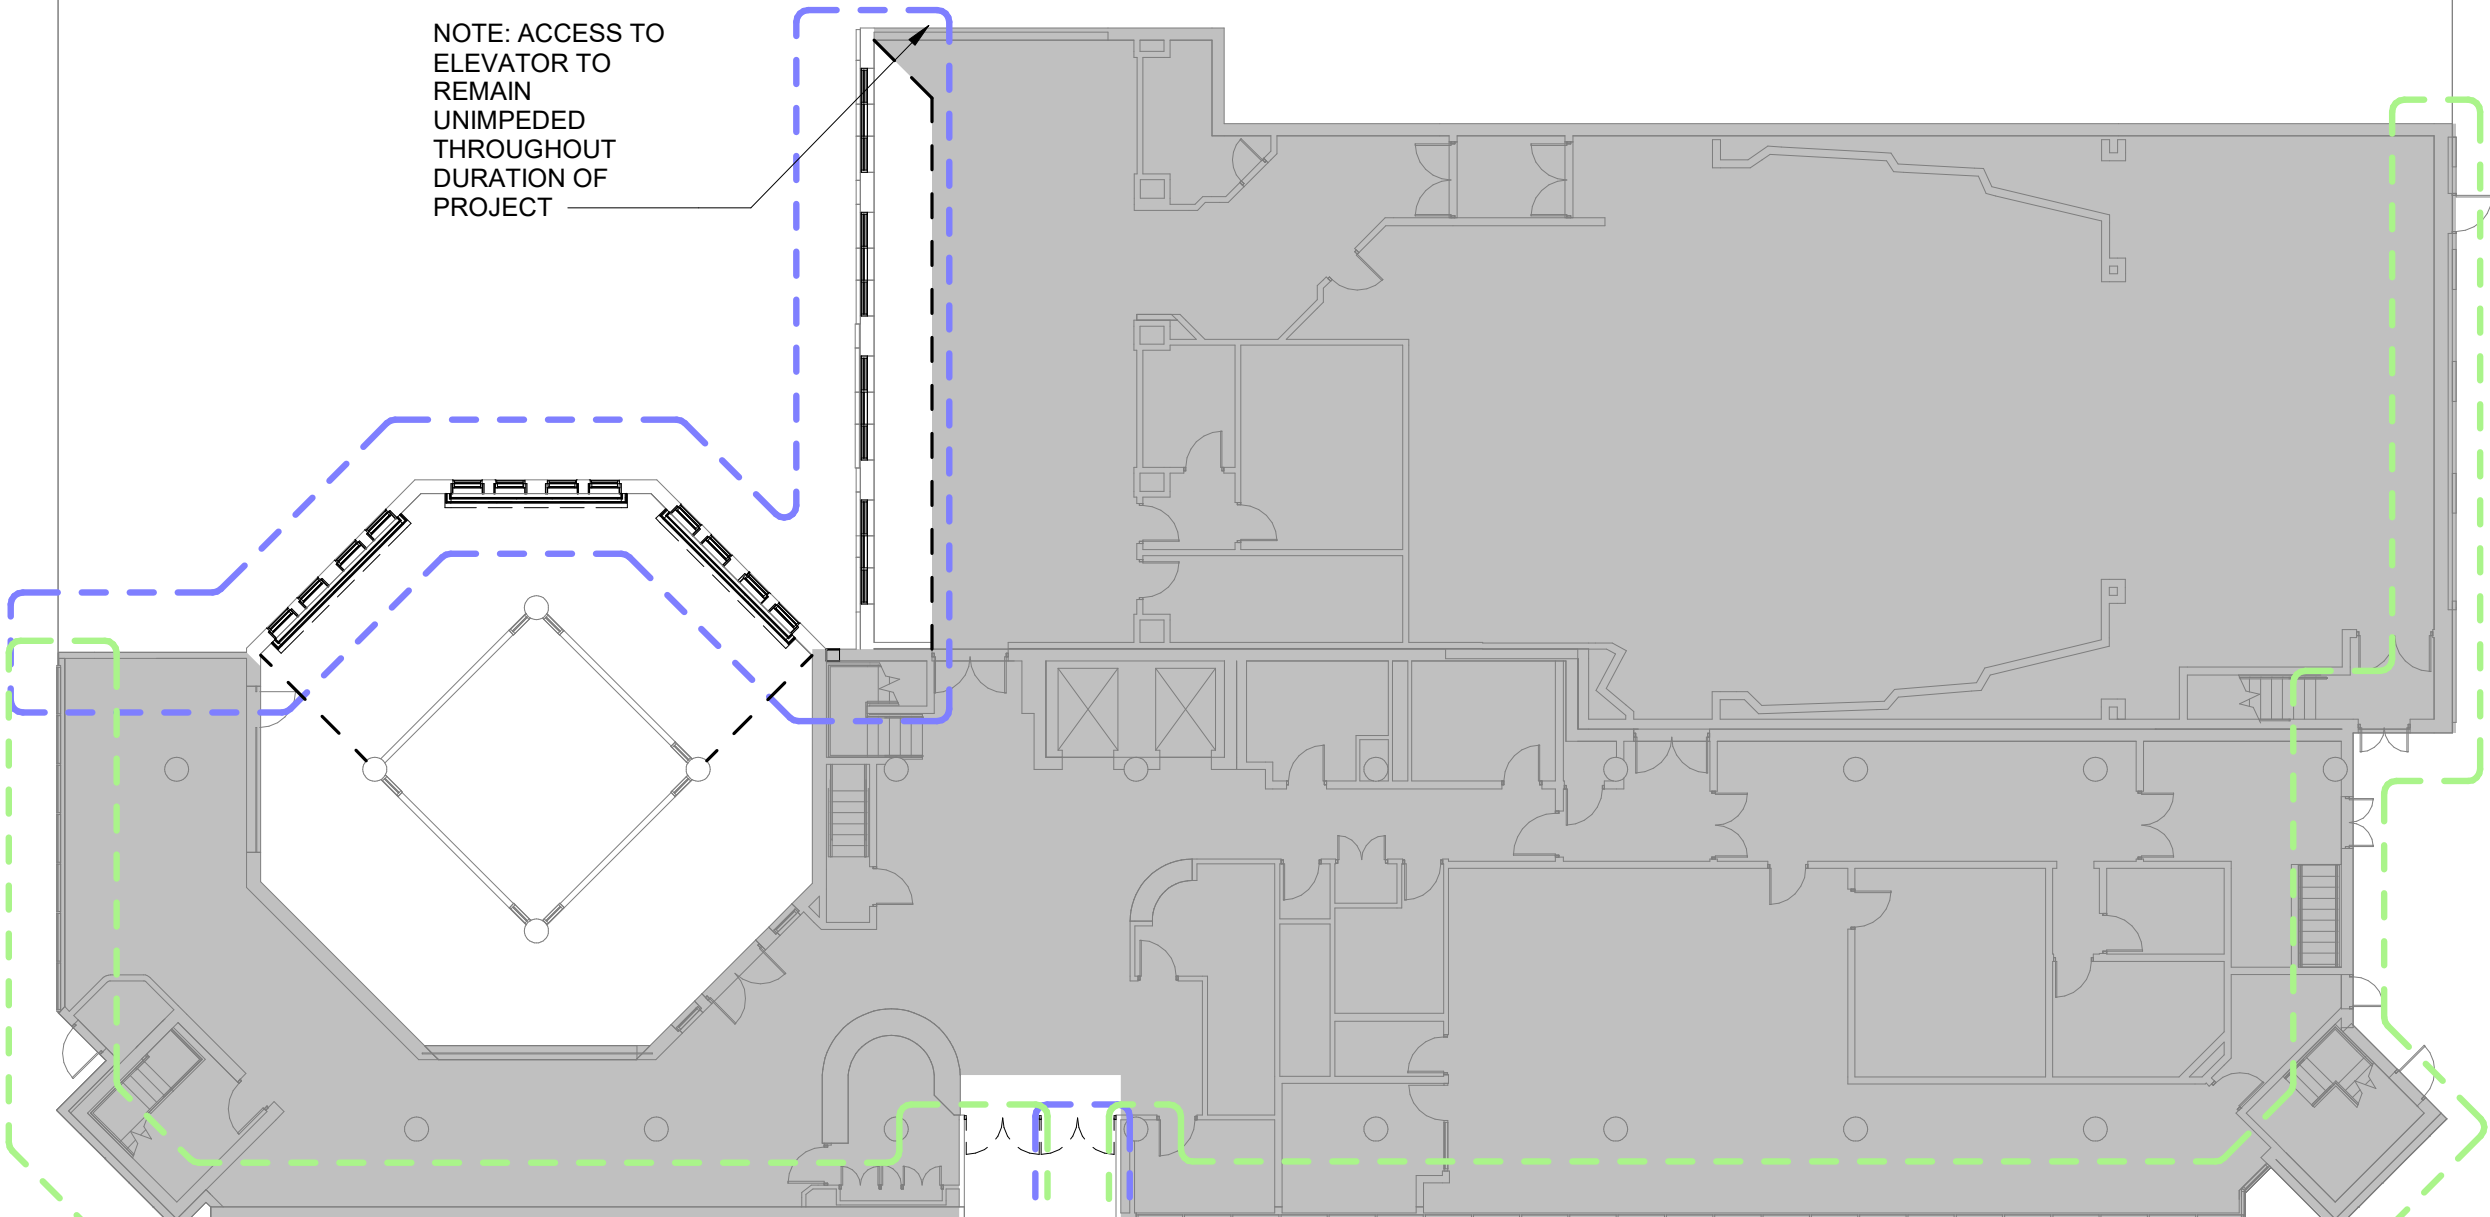 NOTE: ACCESS TO
ELEVATOR TO
REMAIN
UNIMPEDED
THROUGHOUT
DURATION OF
PROJECT